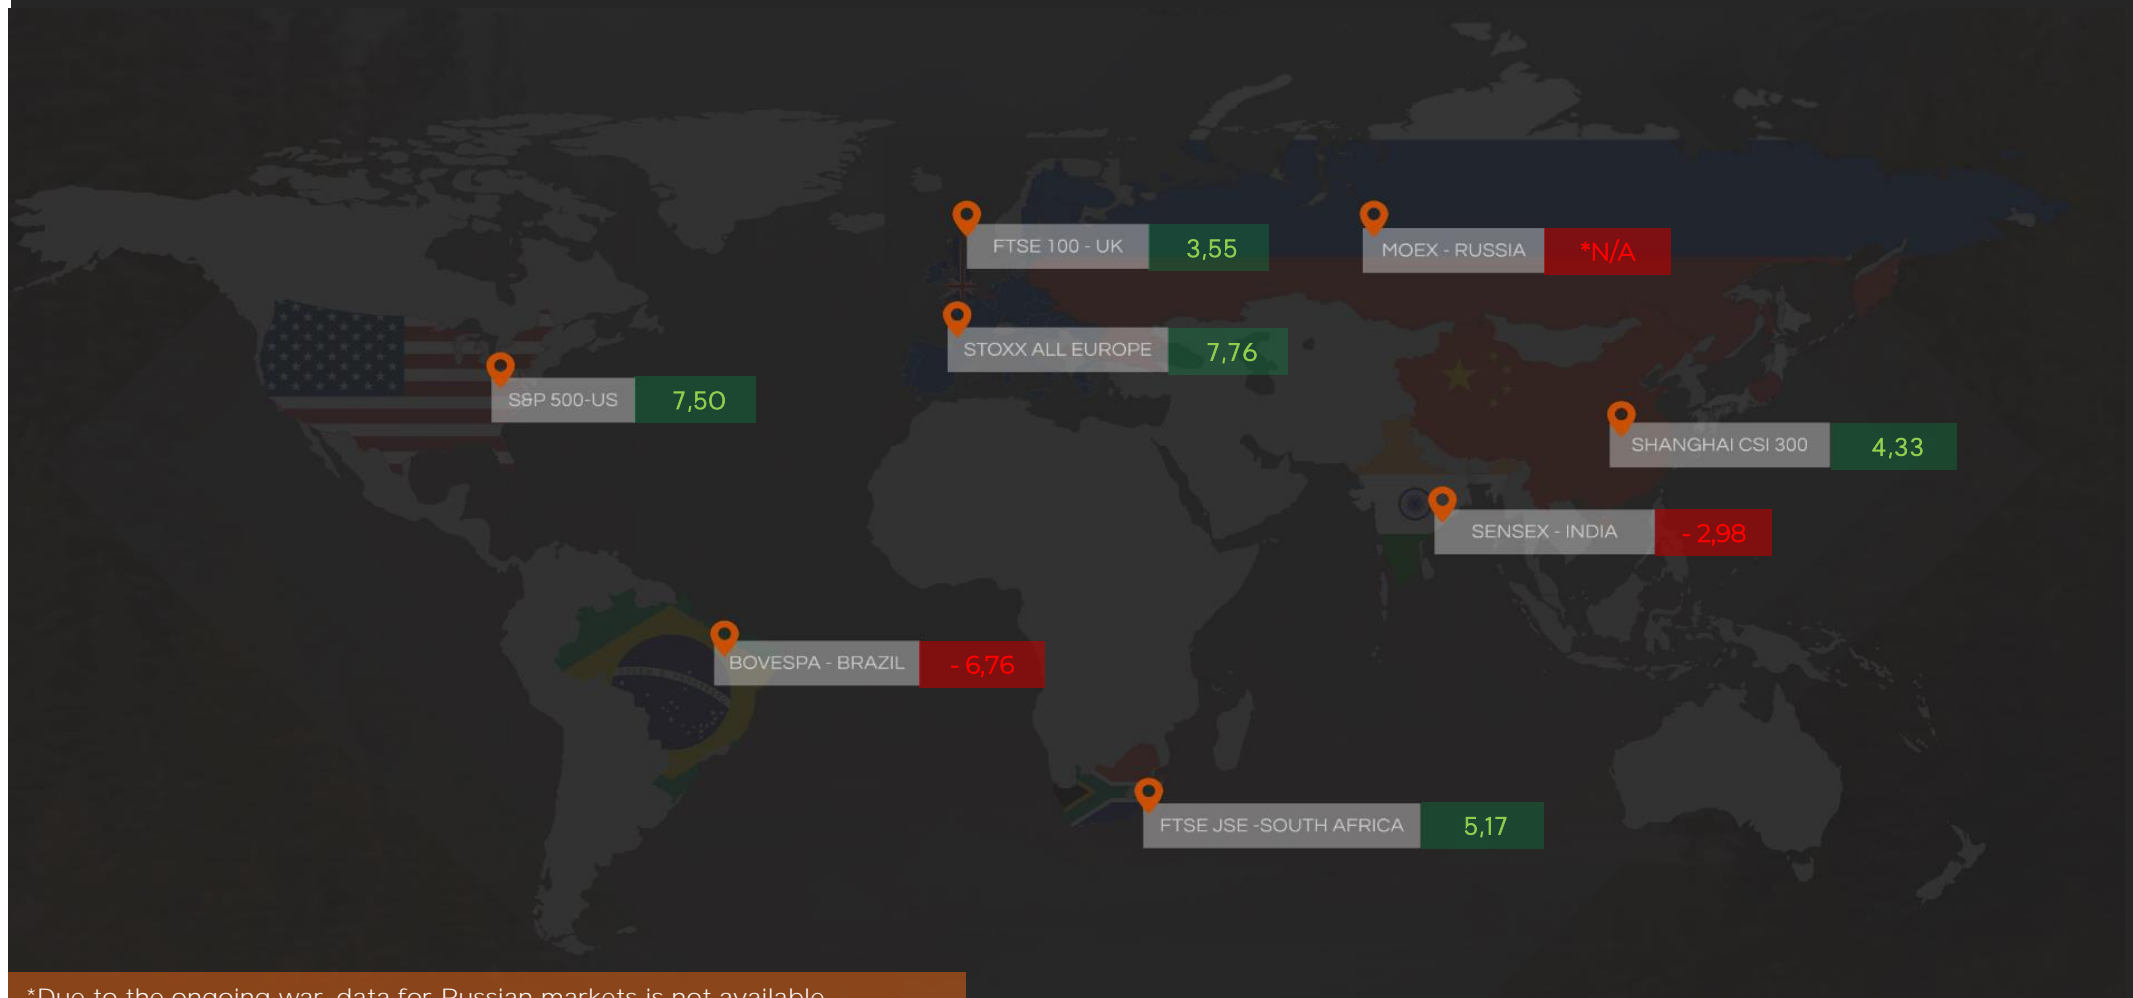 FTSE 100 - UK 3,55
MOEX - RUSSIA *N/A
STOXX ALL EUROPE 7,76
S&P 500-US 7,50
SHANGHAI CSI 300 4,33
SENSEX - INDIA - 2,98
BOVESPA - BRAZIL - 6,76
FTSE JSE -SOUTH AFRICA 5,17
*Due to the ongoing war, data for Russian markets is not available